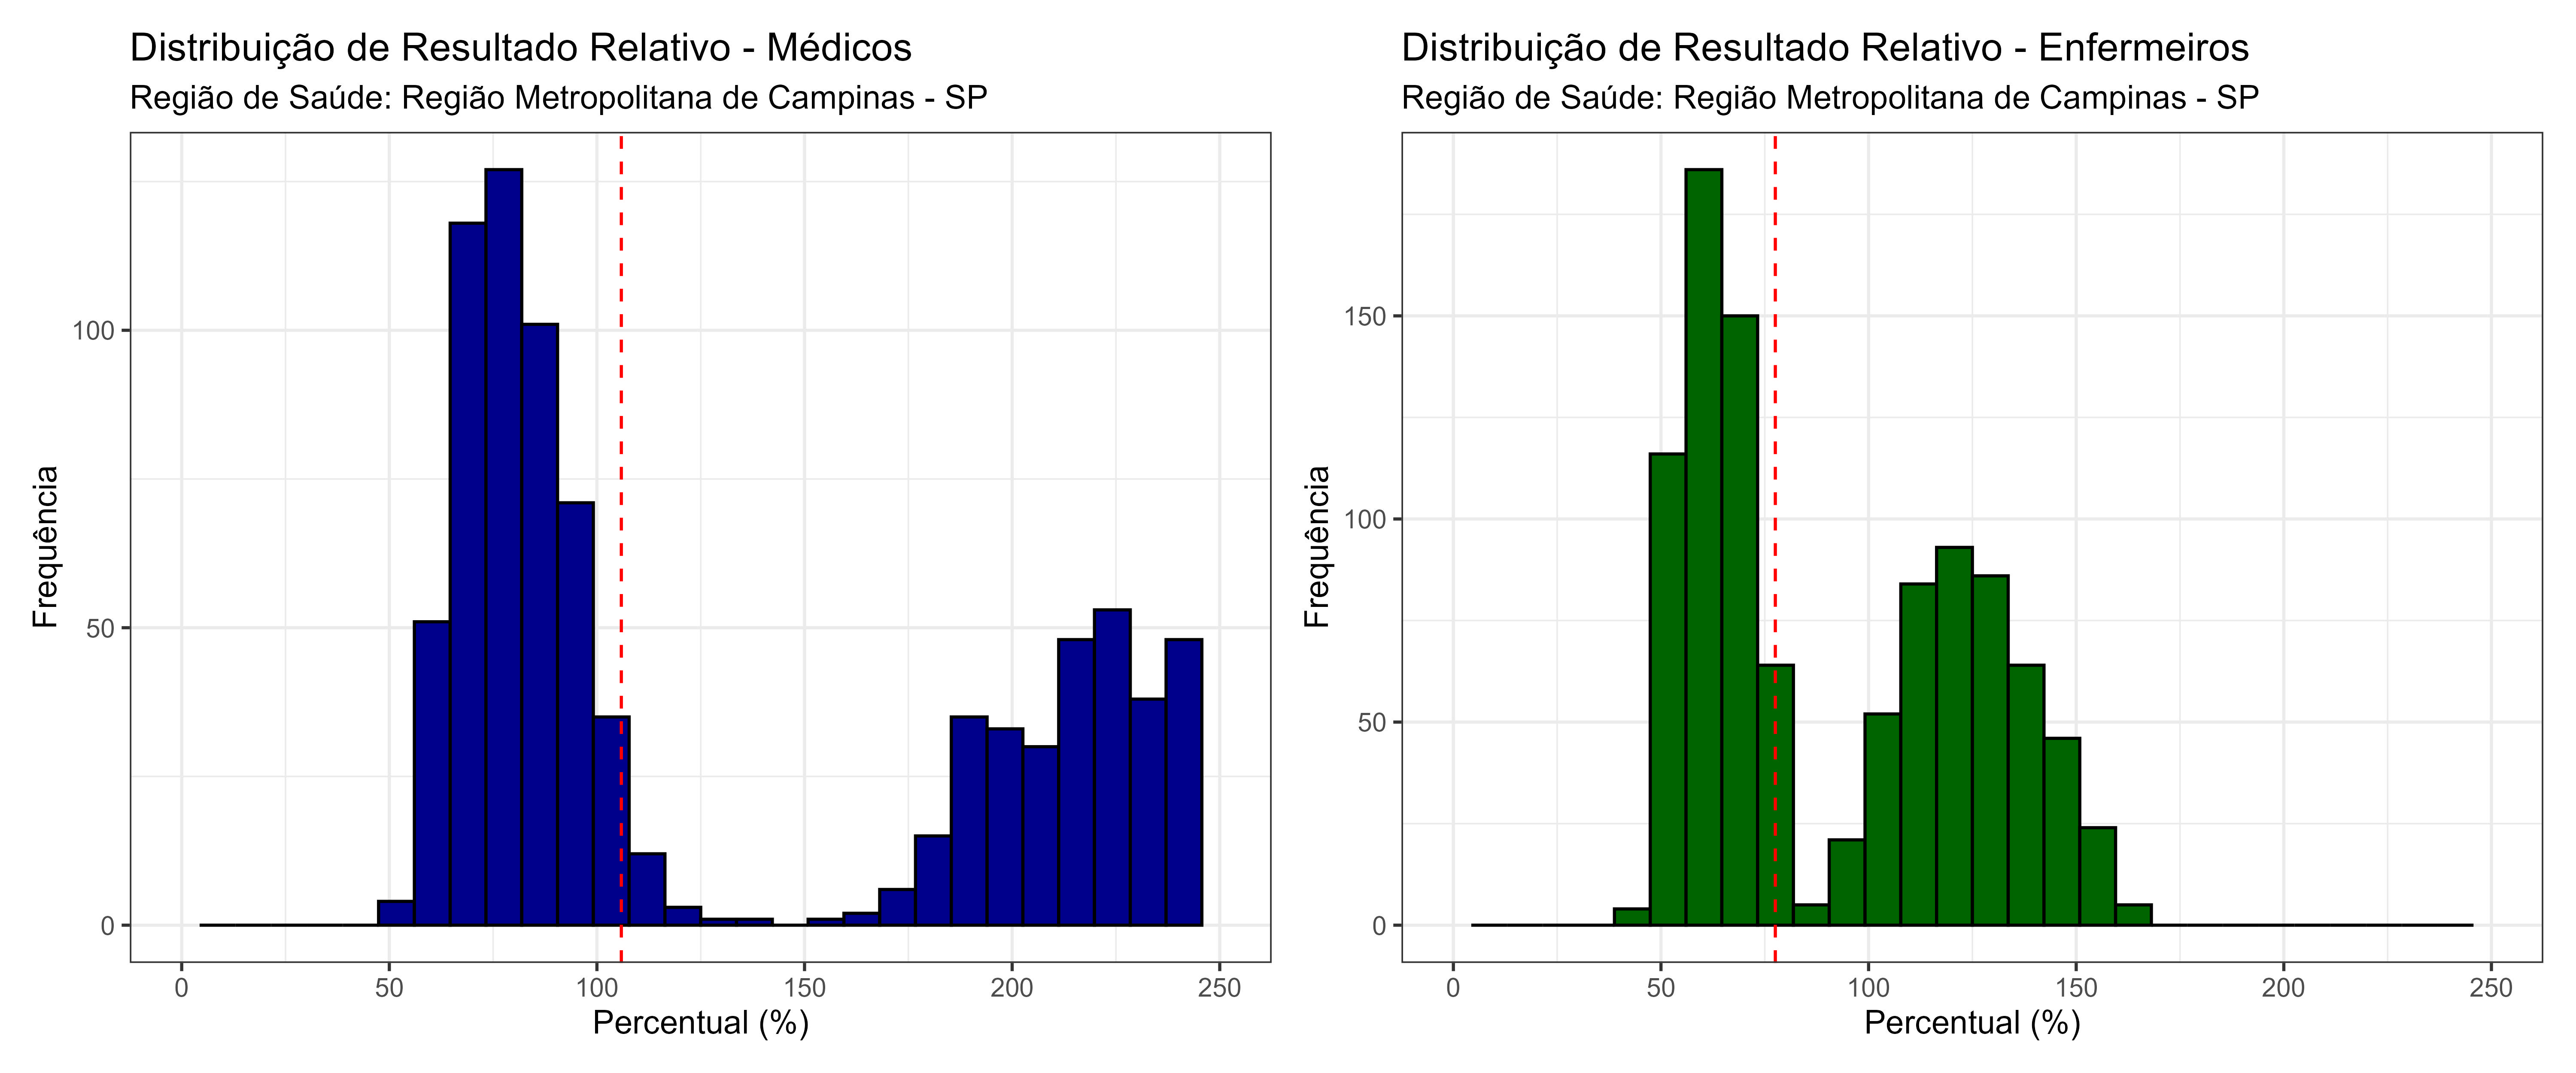 Distribuição de Resultado Relativo - Médicos
Região de Saúde: Região Metropolitana de Campinas - SP
Frequência
100
50
0
0 50 100 150 200 250
Percentual (%)
Distribuição de Resultado Relativo - Enfermeiros
Região de Saúde: Região Metropolitana de Campinas - SP
Frequência
150
100
50
0
0 50 100 150 200 250
Percentual (%)